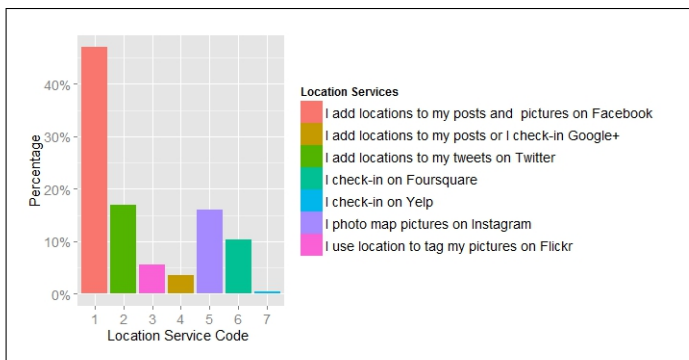 40%
30%
20%
10%
0%
Percentage
1 2 3 4 5 6 7
Location Service Code
Location Services
I add locations to my posts and  pictures on Facebook
I add locations to my posts or I check-in Google+
I add locations to my tweets on Twitter
I check-in on Foursquare
I check-in on Yelp
I photo map pictures on Instagram
I use location to tag my pictures on Flickr